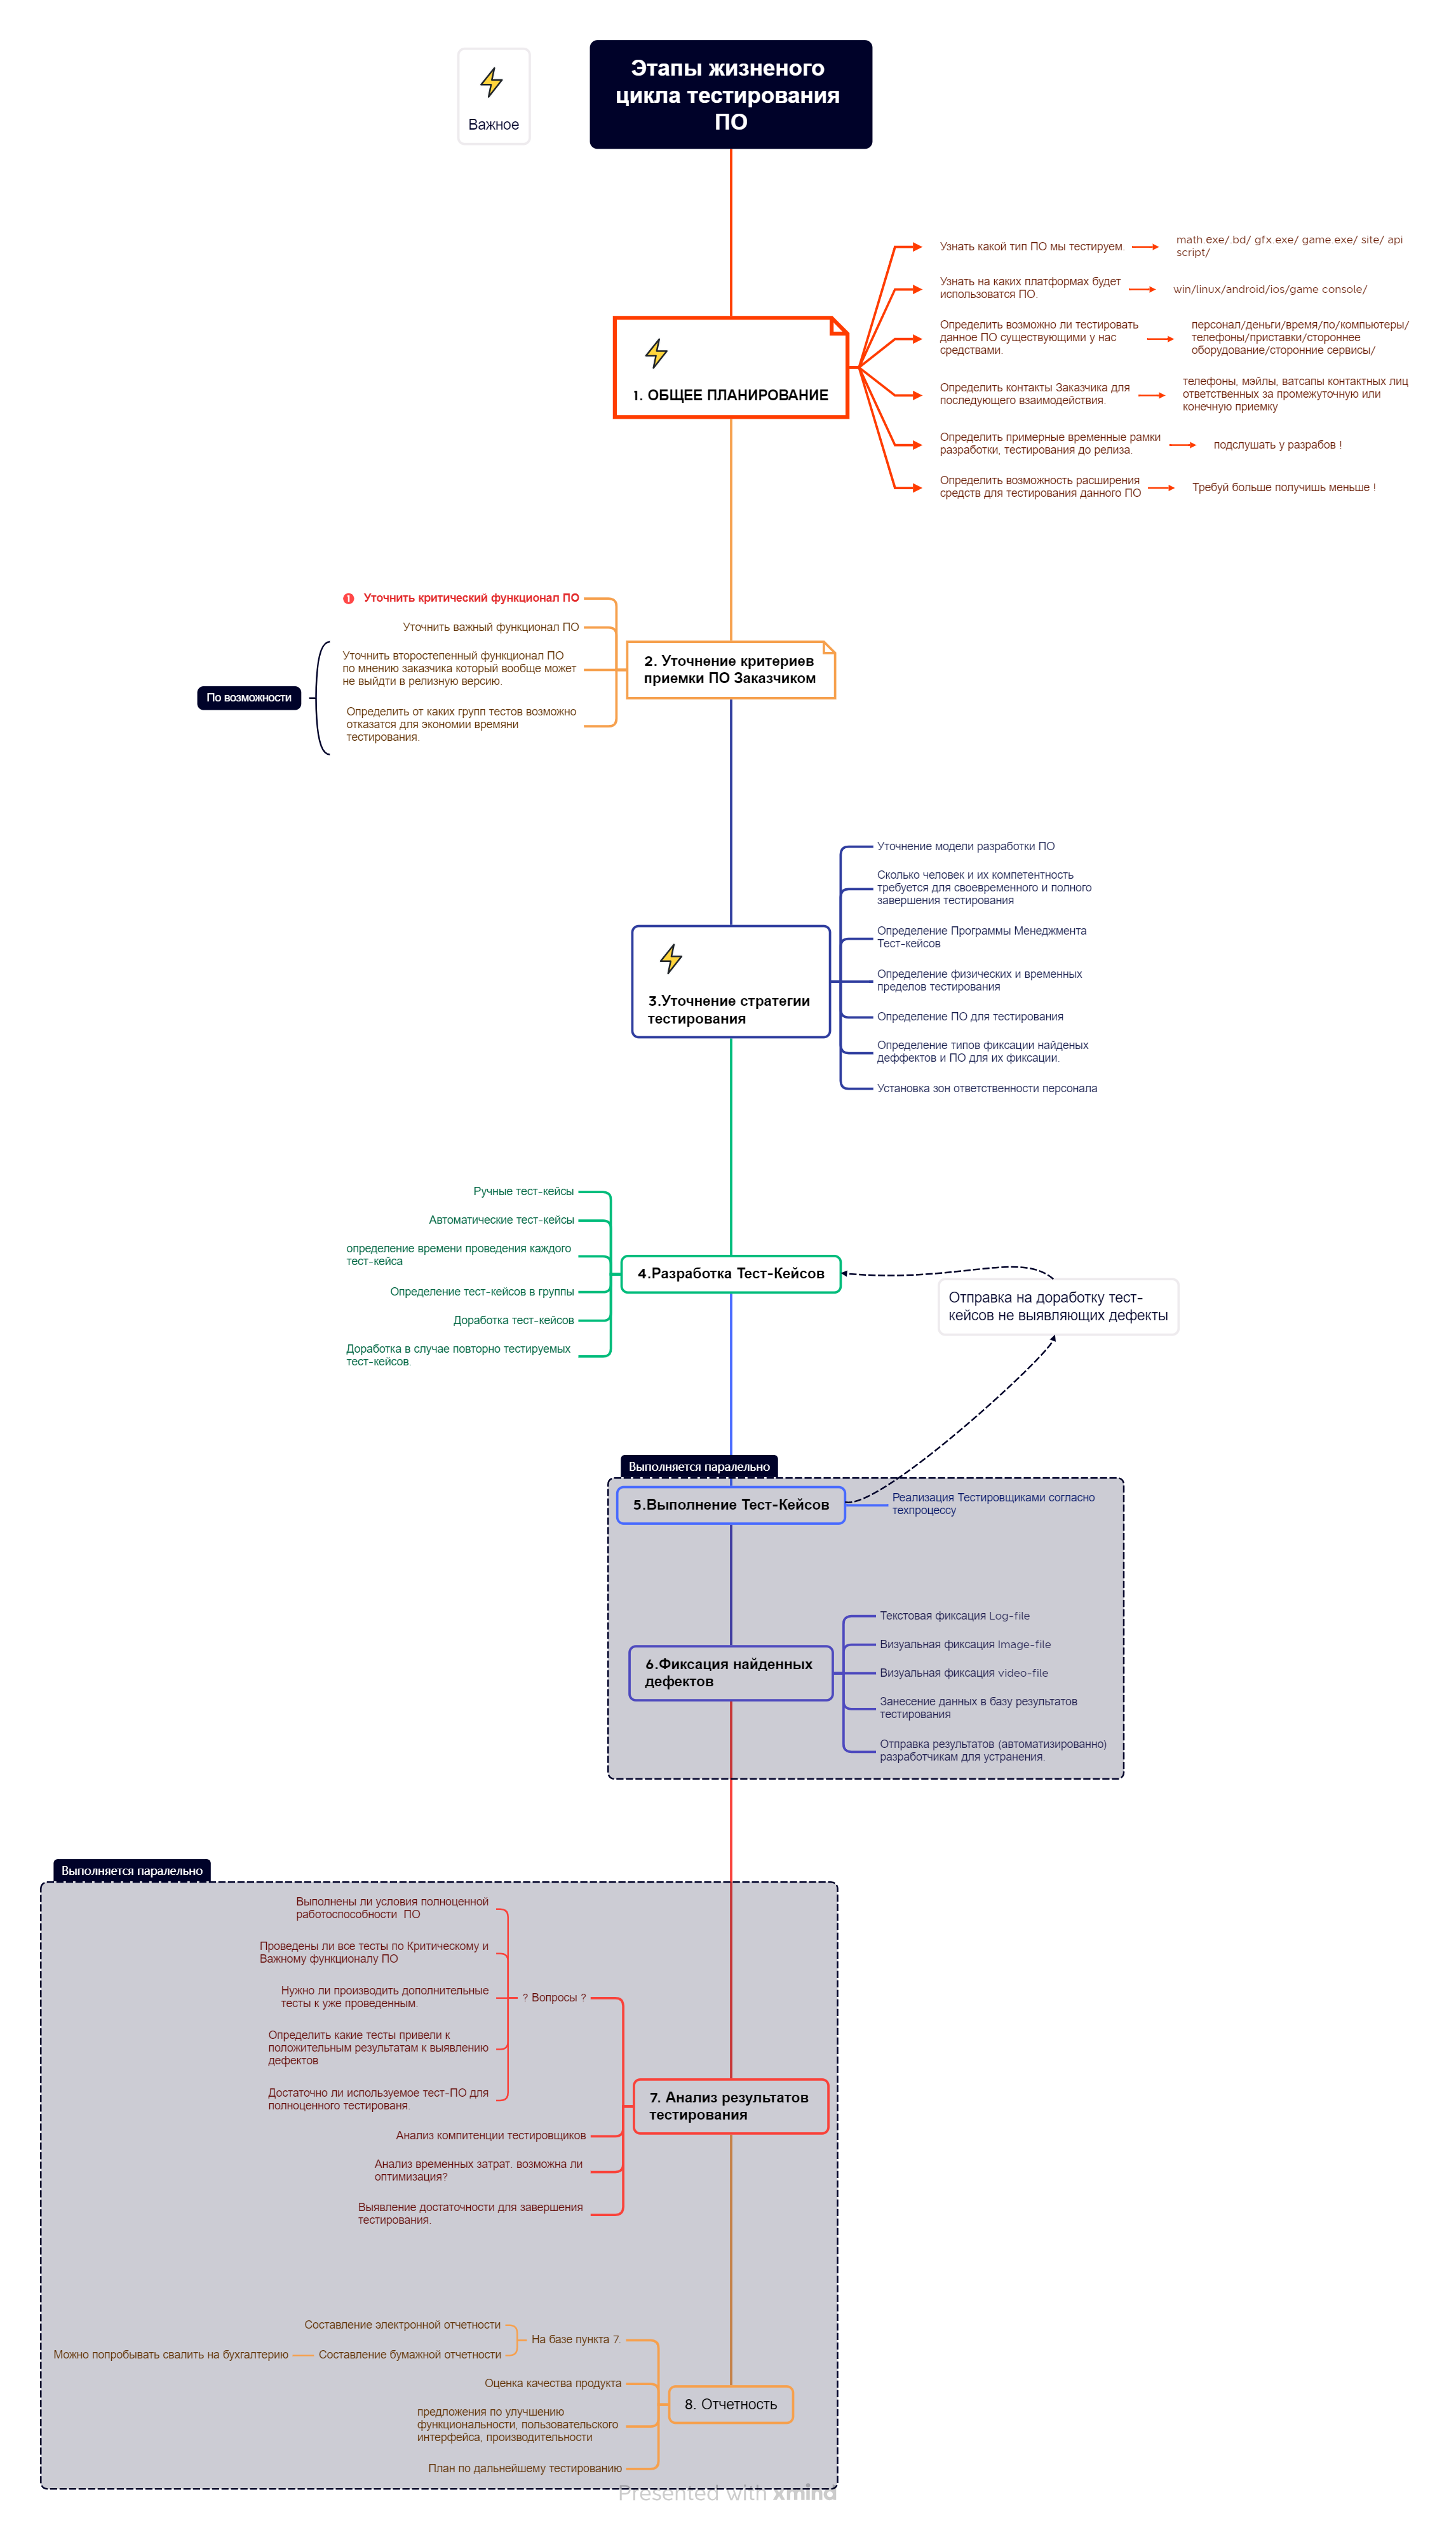 Важное
Этапы жизненого
цикла тестирования
ПО
1. ОБЩЕЕ ПЛАНИРОВАНИЕ
Узнать какой тип ПО мы тестируем.
math.exe/.bd/ gfx.exe/ game.exe/ site/ api
script/
Узнать на каких платформах будет
использоватся ПО.
win/linux/android/ios/game console/
Определить возможно ли тестировать
данное ПО существующими у нас
средствами.
персонал/деньги/время/по/компьютеры/
телефоны/приставки/стороннее
оборудование/сторонние сервисы/
Определить контакты Заказчика для
последующего взаимодействия.
телефоны, мэйлы, ватсапы контактных лиц
ответственных за промежуточную или
конечную приемку
Определить примерные временные рамки
разработки, тестирования до релиза.
подслушать у разрабов !
Определить возможность расширения
средств для тестирования данного ПО
Требуй больше получишь меньше !
2. Уточнение критериев
приемки ПО Заказчиком
Уточнить критический функционал ПО
Уточнить важный функционал ПО
Уточнить второстепенный функционал ПО
по мнению заказчика который вообще может
не выйдти в релизную версию.
Определить от каких групп тестов возможно
отказатся для экономии времяни
тестирования.
По возможности
3.Уточнение стратегии
тестирования
Уточнение модели разработки ПО
Сколько человек и их компетентность
требуется для своевременного и полного
завершения тестирования
Определение Программы Менеджмента
Тест-кейсов
Определение физических и временных
пределов тестирования
Определение ПО для тестирования
Определение типов фиксации найденых
деффектов и ПО для их фиксации.
Установка зон ответственности персонала
4.Разработка Тест-Кейсов
Ручные тест-кейсы
Автоматические тест-кейсы
определение времени проведения каждого
тест-кейса
Определение тест-кейсов в группы
Доработка тест-кейсов
Доработка в случае повторно тестируемых
тест-кейсов.
Отправка на доработку тест-
кейсов не выявляющих дефекты
Выполняется паралельно
5.Выполнение Тест-Кейсов
Реализация Тестировщиками согласно
техпроцессу
6.Фиксация найденных
дефектов
Текстовая фиксация Log-file
Визуальная фиксация Image-file
Визуальная фиксация video-file
Занесение данных в базу результатов
тестирования
Отправка результатов (автоматизированно)
разработчикам для устранения.
Выполняется паралельно
7. Анализ результатов
тестирования
? Вопросы ?
Выполнены ли условия полноценной
работоспособности ПО
Проведены ли все тесты по Критическому и
Важному функционалу ПО
Нужно ли производить дополнительные
тесты к уже проведенным.
Определить какие тесты привели к
положительным результатам к выявлению
дефектов
Достаточно ли используемое тест-ПО для
полноценного тестированя.
Анализ компитенции тестировщиков
Анализ временных затрат. возможна ли
оптимизация?
Выявление достаточности для завершения
тестирования.
8. Отчетность
На базе пункта 7.
Составление электронной отчетности
Составление бумажной отчетности
Можно попробывать свалить на бухгалтерию
Оценка качества продукта
предложения по улучшению
функциональности, пользовательского
интерфейса, производительности
План по дальнейшему тестированию
Presented with xmind